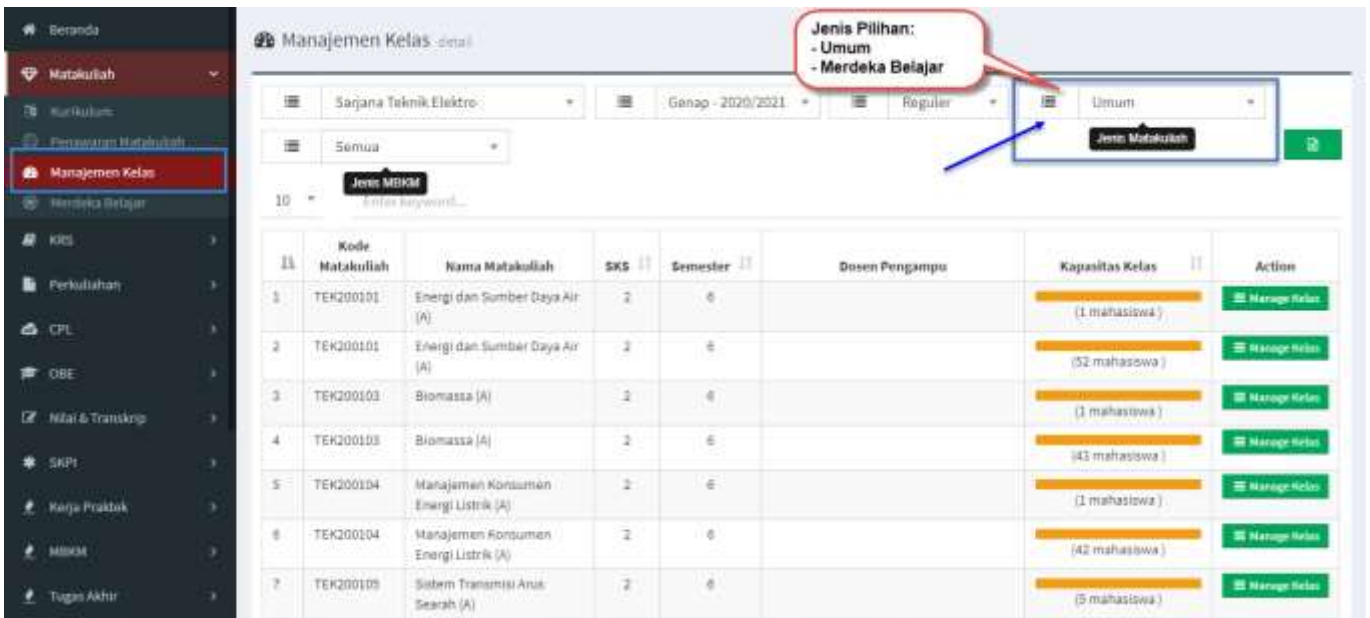 Beranda
Matakuliah
Kurikulum
Penawaran Matakuliah
Manajemen Kelas
Merdeka Belajar
KRS
Perkuliahan
CPL
OBE
Nilai & Transkrip
SKPI
Kerja Praktek
MBKM
Tugas Akhir
Manajemen Kelas detail
Jenis Pilihan:
- Umum
- Merdeka Belajar
Sarjana Teknik Elektro
Genap - 2020/2021
Reguler
Umum
Jenis Matakuliah
Semua
Jenis MBKM
10
Enter keyword...
Kode Matakuliah Nama Matakuliah SKS Semester Dosen Pengampu Kapasitas Kelas Action
1 TEK200101 Energi dan Sumber Daya Air (A) 2 6 (1 mahasiswa) Manage Kelas
2 TEK200101 Energi dan Sumber Daya Air (A) 2 6 (52 mahasiswa) Manage Kelas
3 TEK200103 Biomassa (A) 2 6 (1 mahasiswa) Manage Kelas
4 TEK200103 Biomassa (A) 2 6 (43 mahasiswa) Manage Kelas
5 TEK200104 Manajemen Konsumen Energi Listrik (A) 2 6 (1 mahasiswa) Manage Kelas
6 TEK200104 Manajemen Konsumen Energi Listrik (A) 2 6 (42 mahasiswa) Manage Kelas
7 TEK200105 Sistem Transmisi Arus Searah (A) 2 6 (5 mahasiswa) Manage Kelas